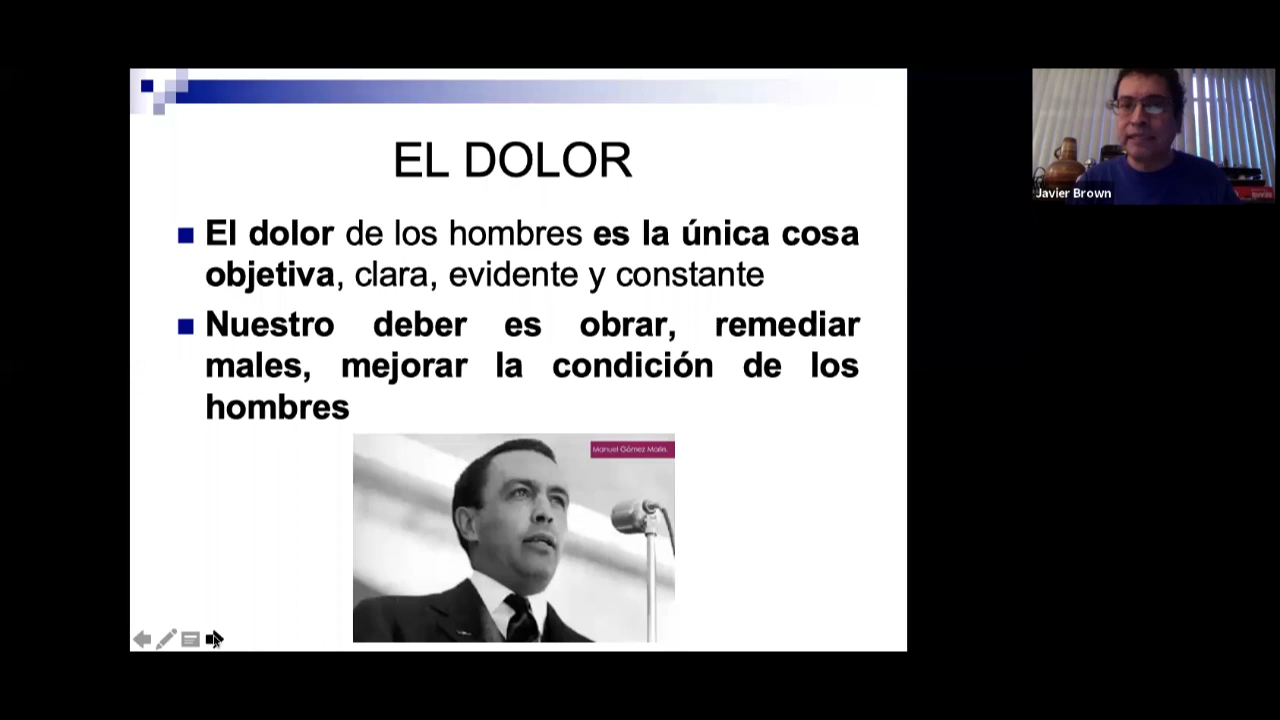 EL DOLOR
El dolor de los hombres es la única cosa
objetiva, clara, evidente y constante
Nuestro deber es obrar, remediar
males, mejorar la condición de los
hombres
Manuel Gómez Morín.
Javier Brown